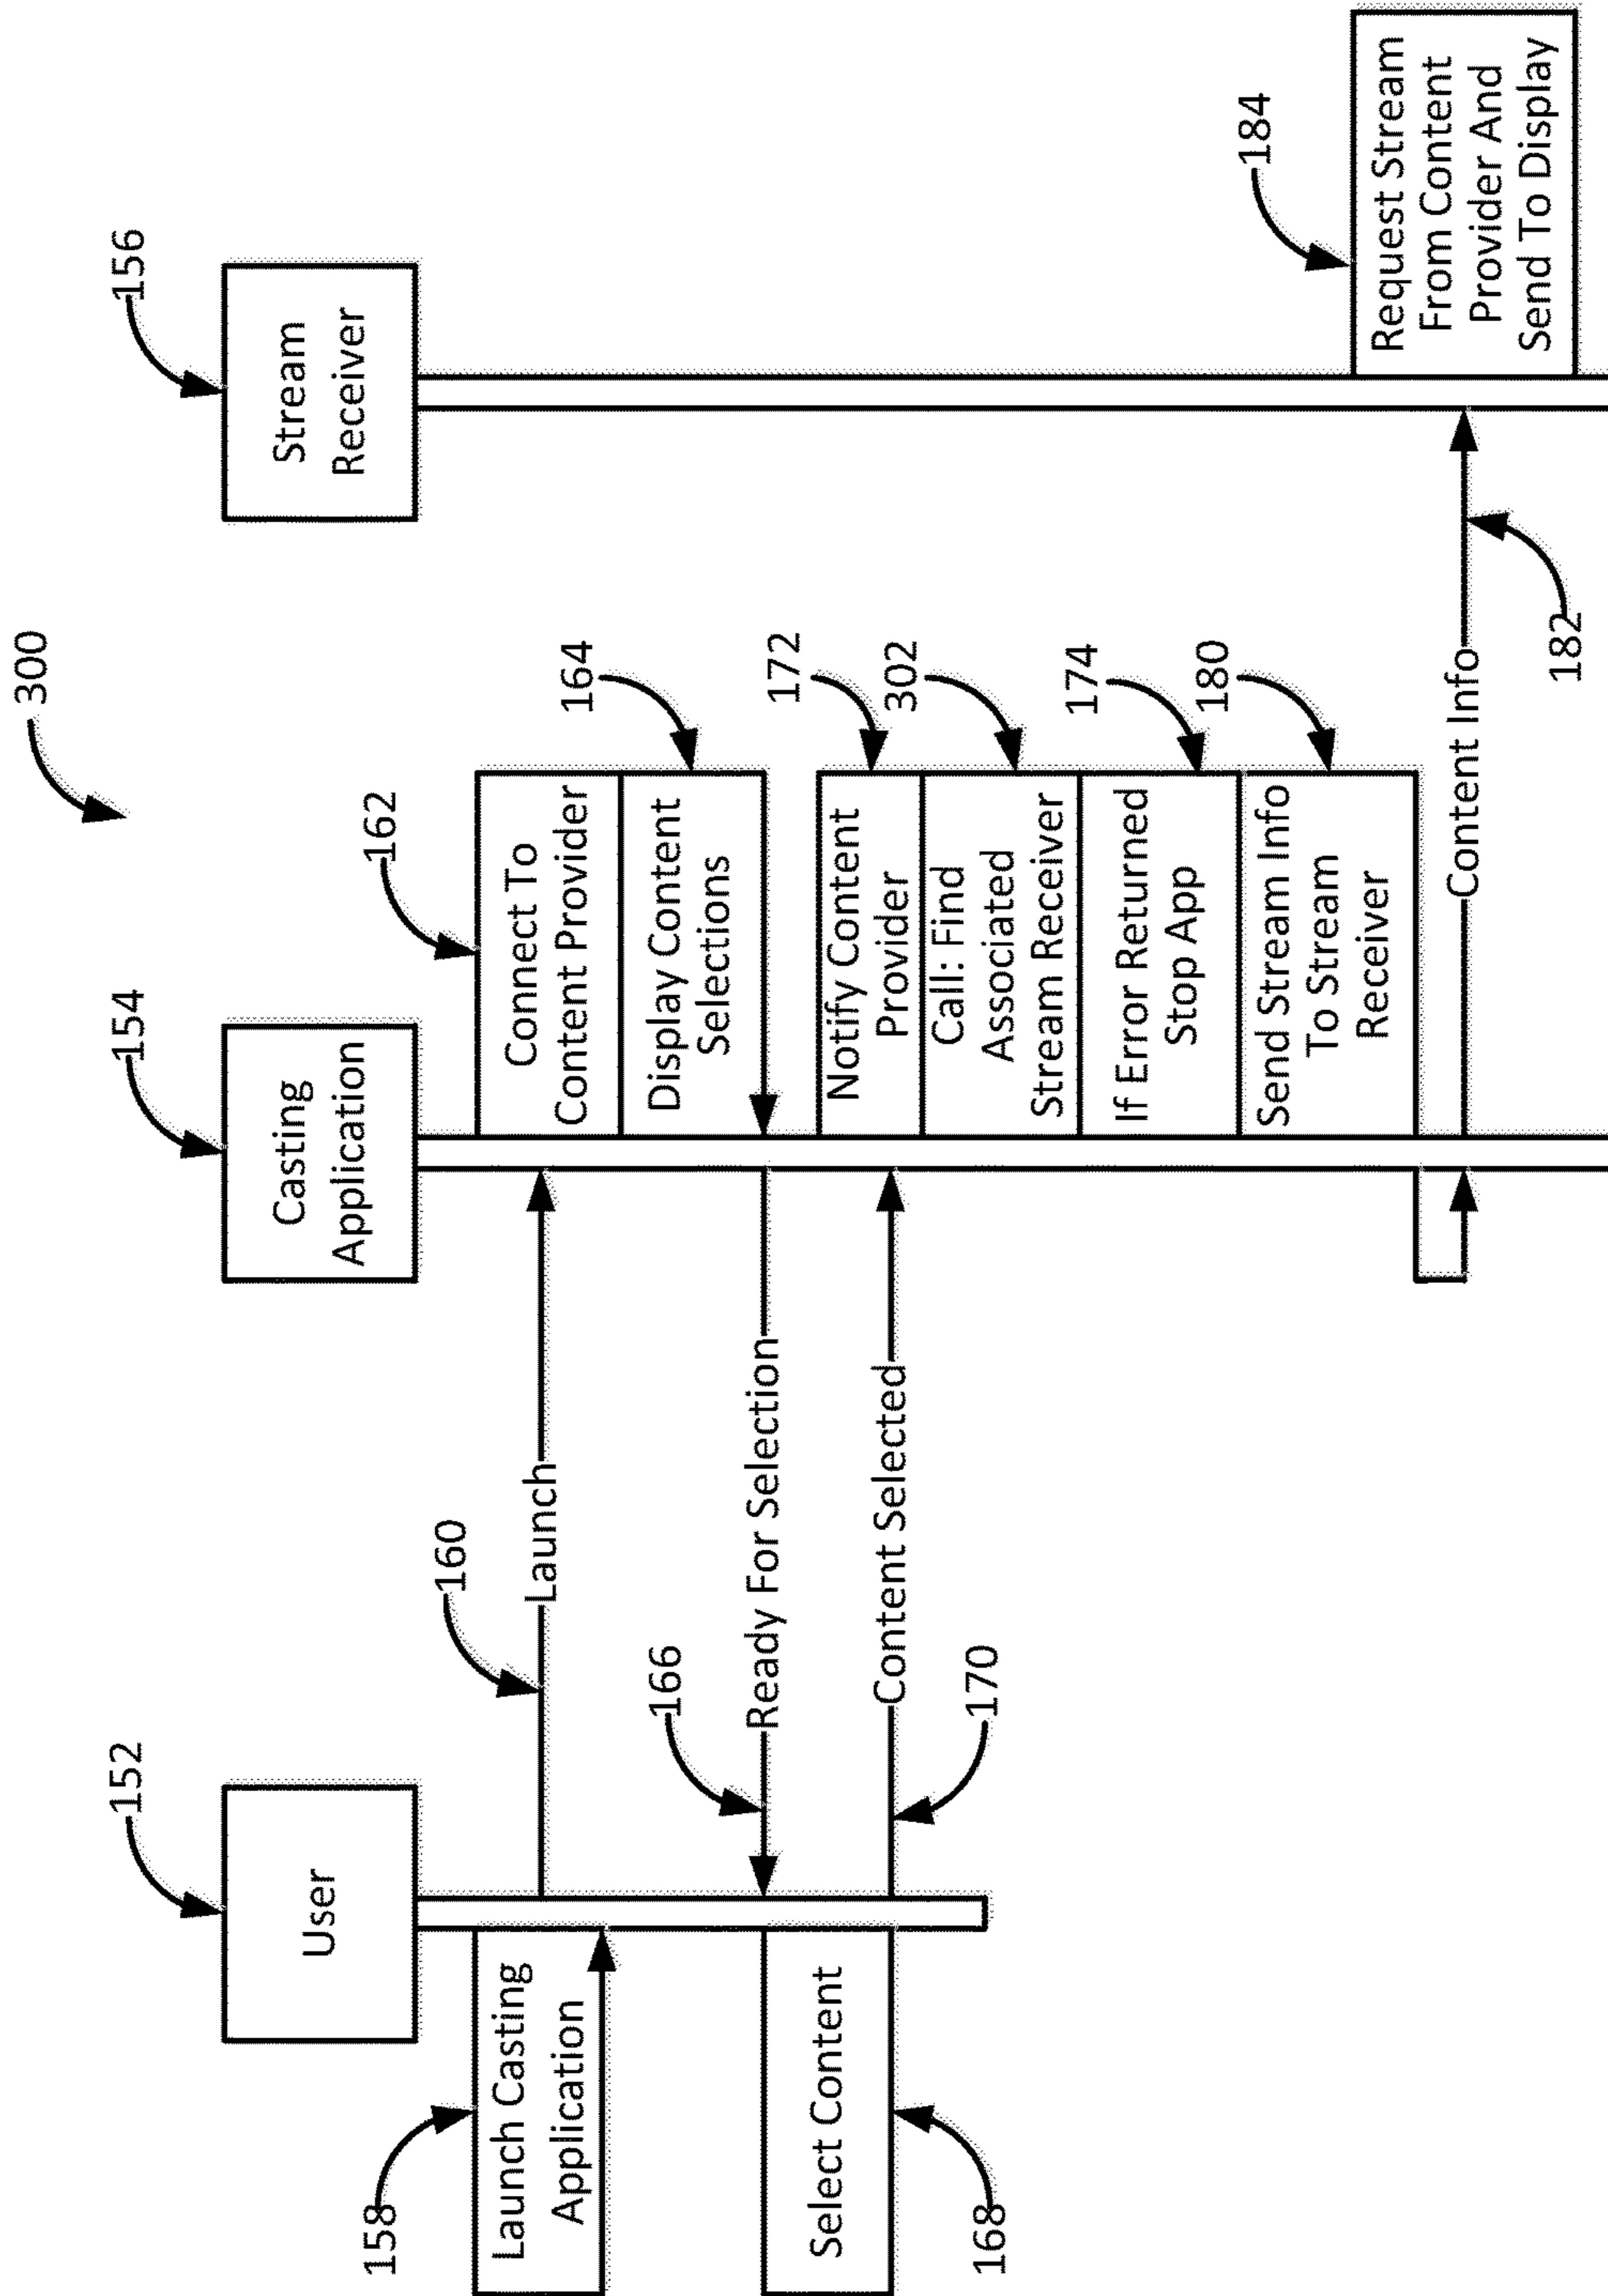 300
152
154
156
User
Casting
Application
Stream
Receiver
158
Launch Casting
Application
160
Launch
162
Connect To
Content Provider
164
Display Content
Selections
166
Ready For Selection
168
Select Content
170
Content Selected
172
Notify Content
Provider
302
Call: Find
Associated
Stream Receiver
174
If Error Returned
Stop App
180
Send Stream Info
To Stream
Receiver
Content Info
182
184
Request Stream
From Content
Provider And
Send To Display